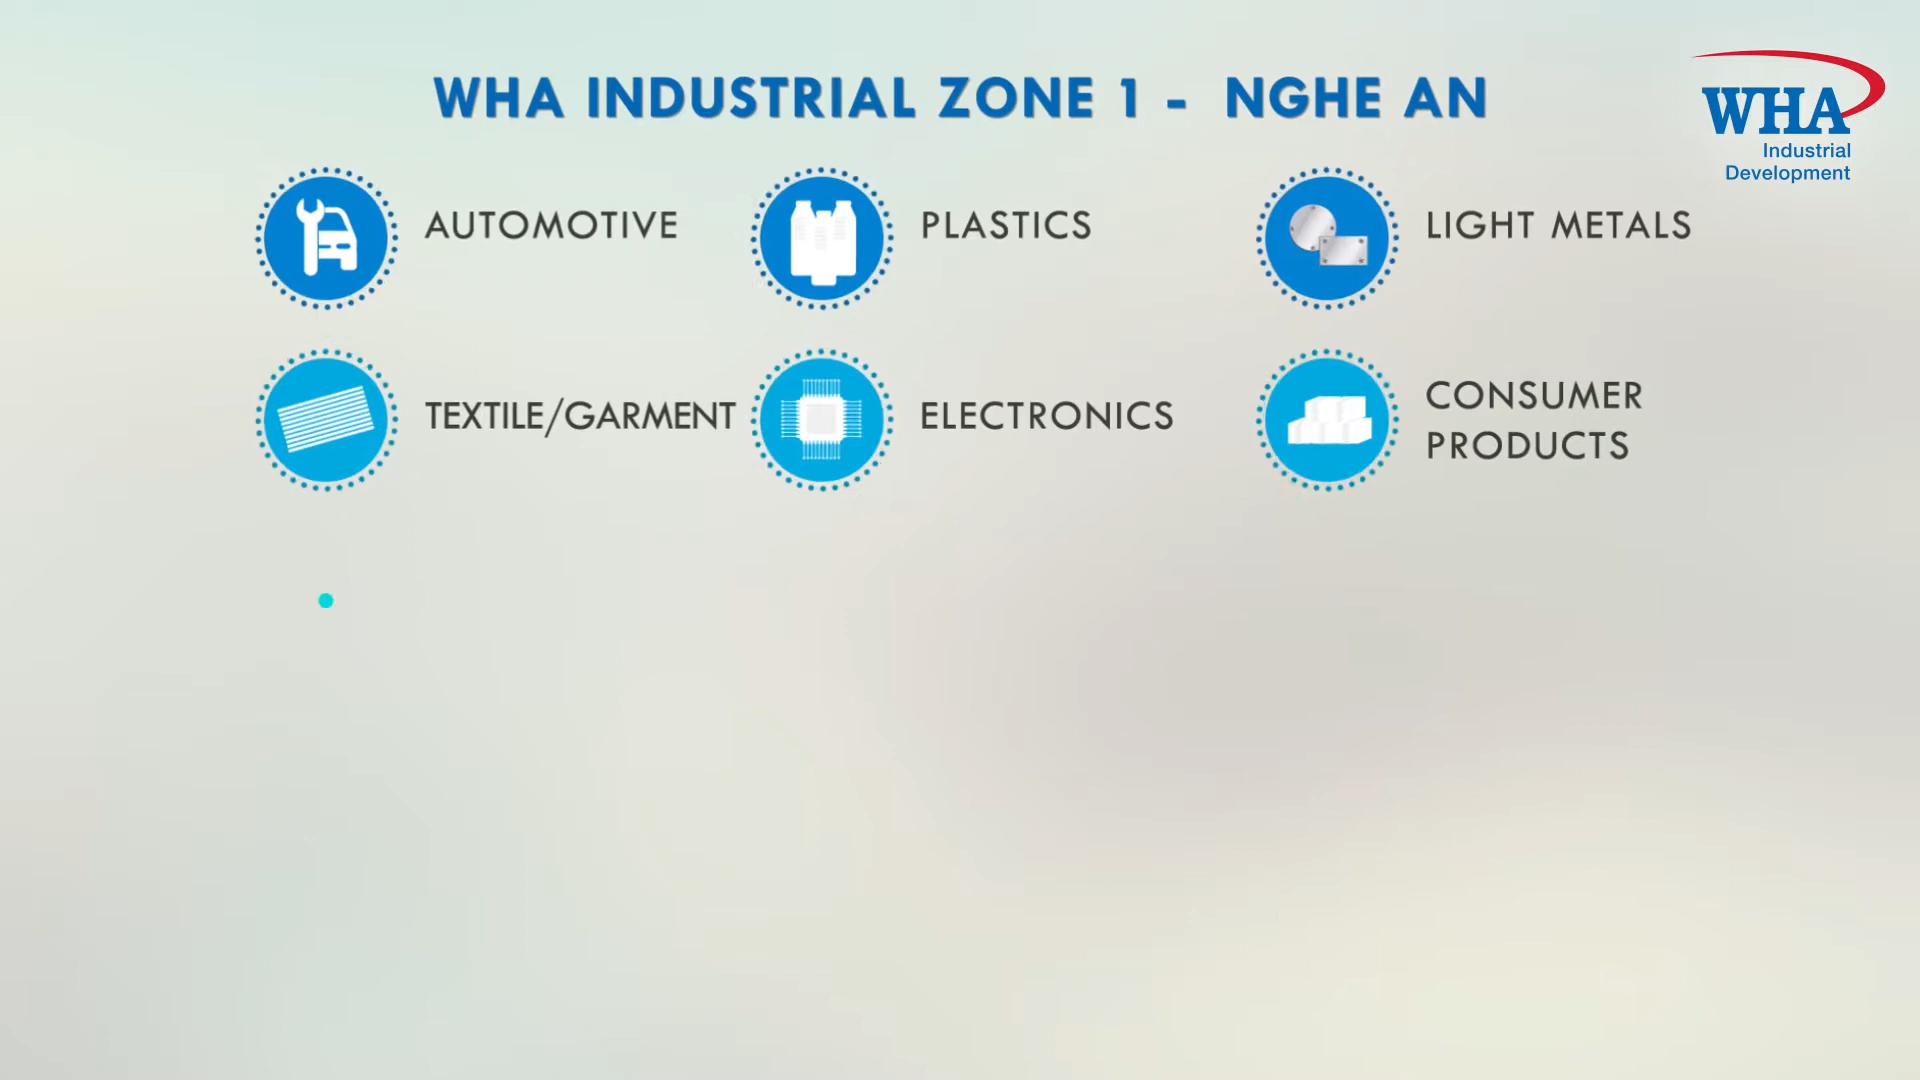 WHA INDUSTRIAL ZONE 1 - NGHE AN
WHA
Industrial
Development
AUTOMOTIVE
PLASTICS
LIGHT METALS
TEXTILE/GARMENT
ELECTRONICS
CONSUMER
PRODUCTS